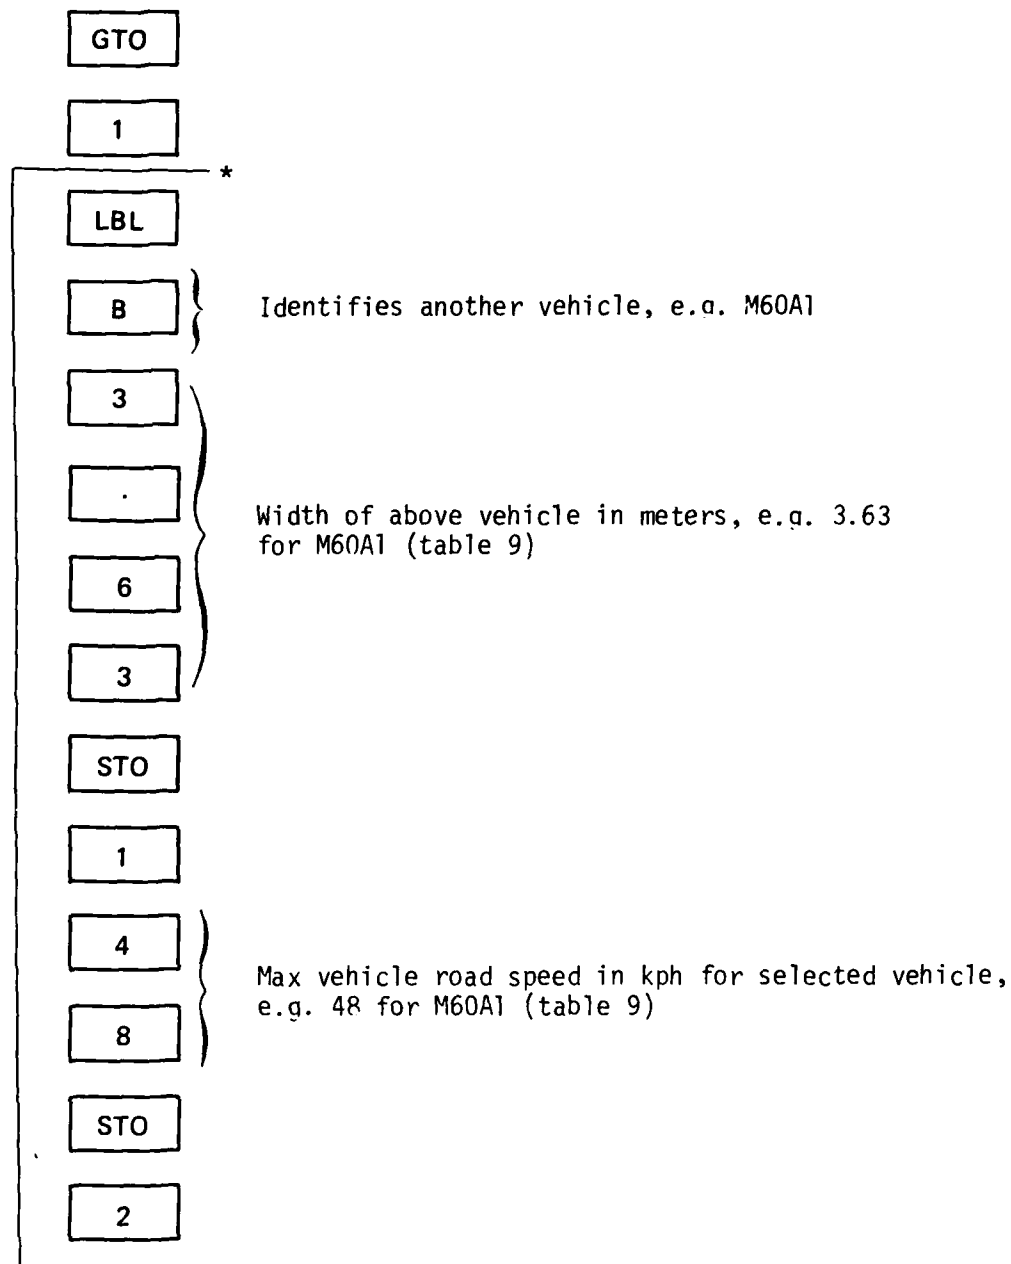 GTO
1
*
LBL
B Identifies another vehicle, e.g. M60A1
3
.
Width of above vehicle in meters, e.g. 3.63
for M60A1 (table 9)
6
3
STO
1
4
Max vehicle road speed in kph for selected vehicle,
e.g. 48 for M60A1 (table 9)
8
STO
2